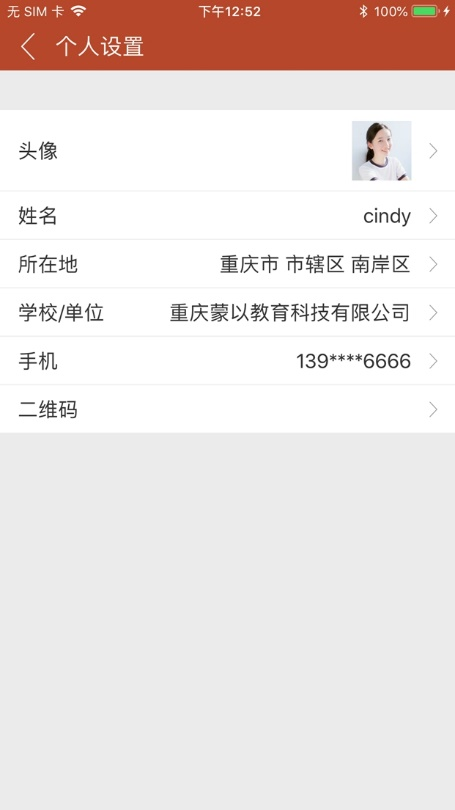 无 SIM 卡 下午12:52 100%
个人设置
头像
姓名 cindy
所在地 重庆市 市辖区 南岸区
学校/单位 重庆蒙以教育科技有限公司
手机 139****6666
二维码